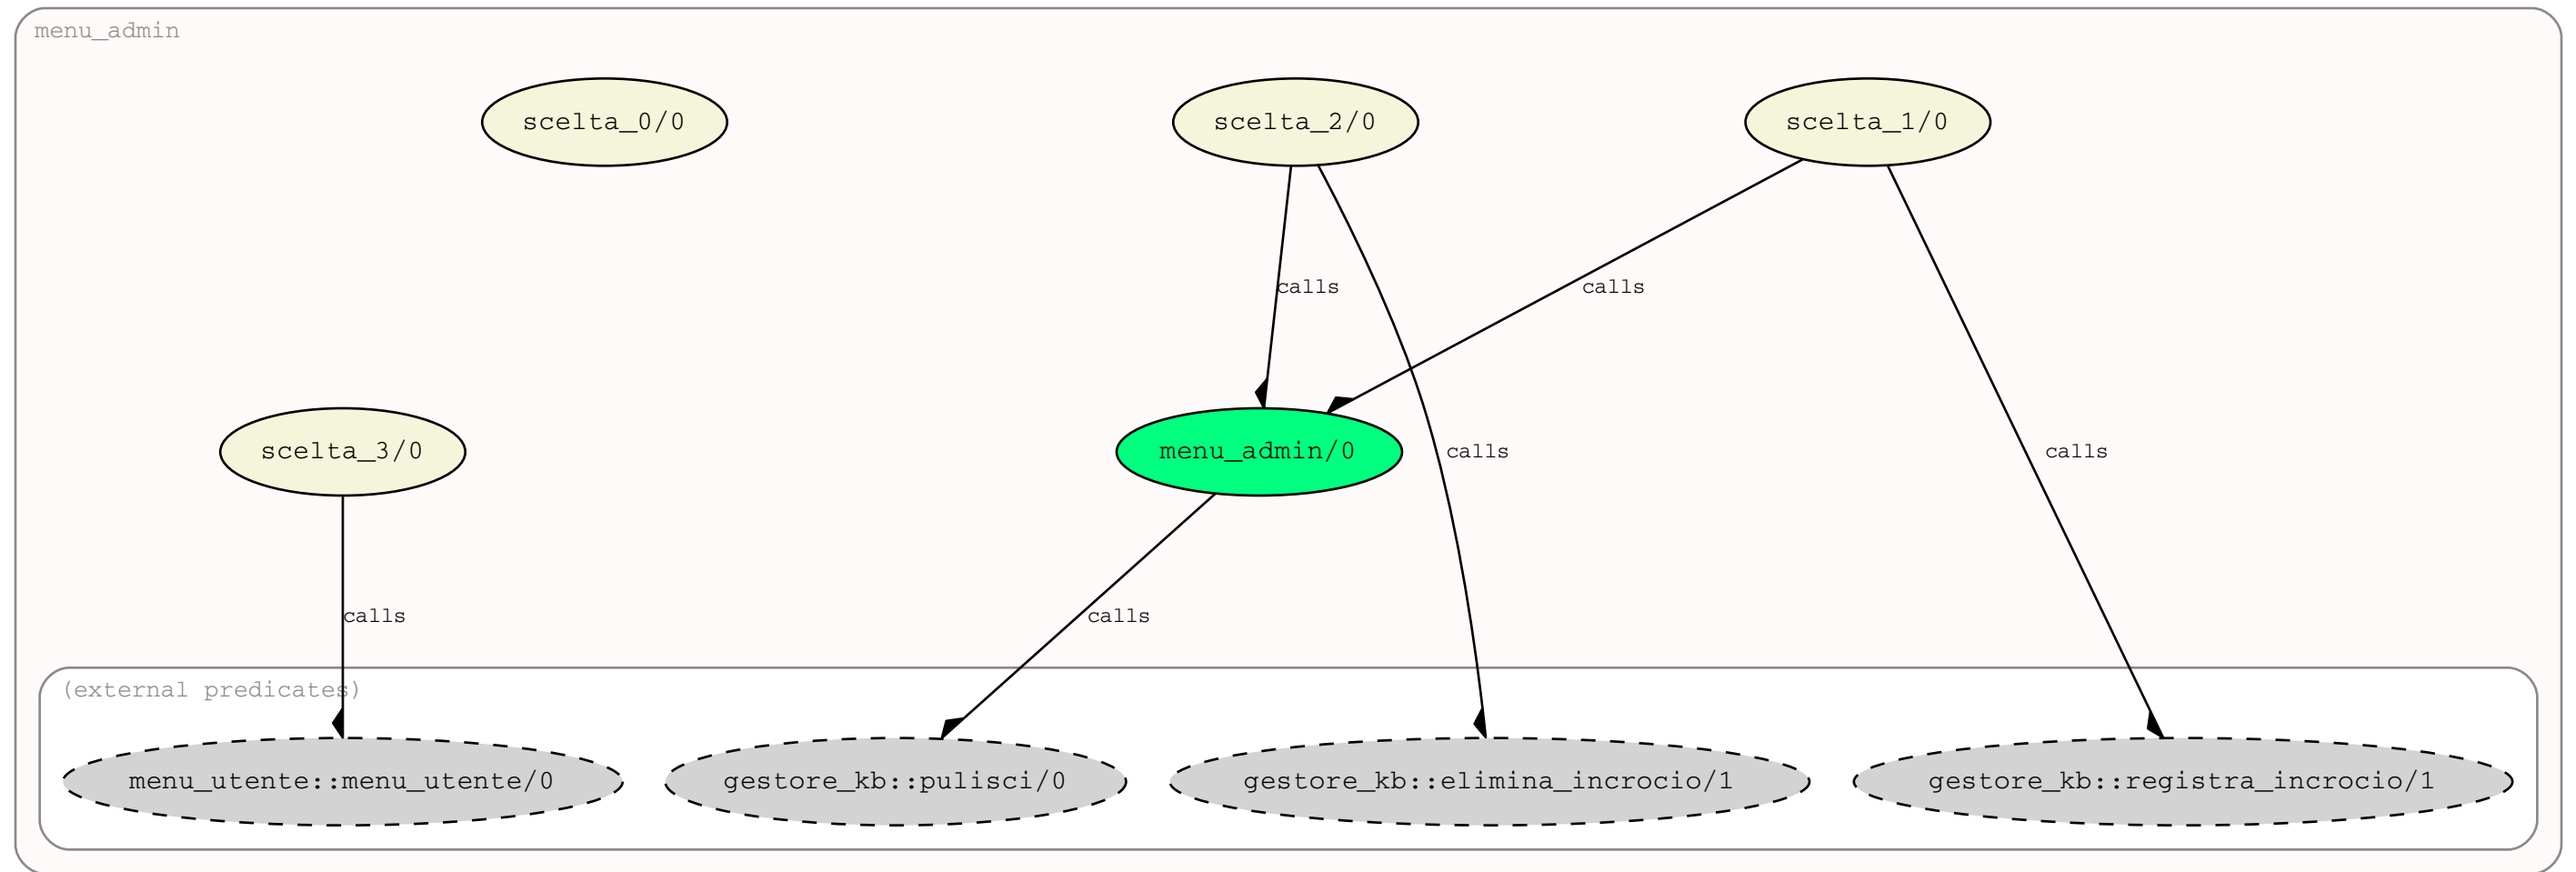 menu_admin
scelta_0/0
scelta_2/0
scelta_1/0
calls
calls
scelta_3/0
menu_admin/0
calls
calls
calls
calls
(external predicates)
menu_utente::menu_utente/0
gestore_kb::pulisci/0
gestore_kb::elimina_incrocio/1
gestore_kb::registra_incrocio/1